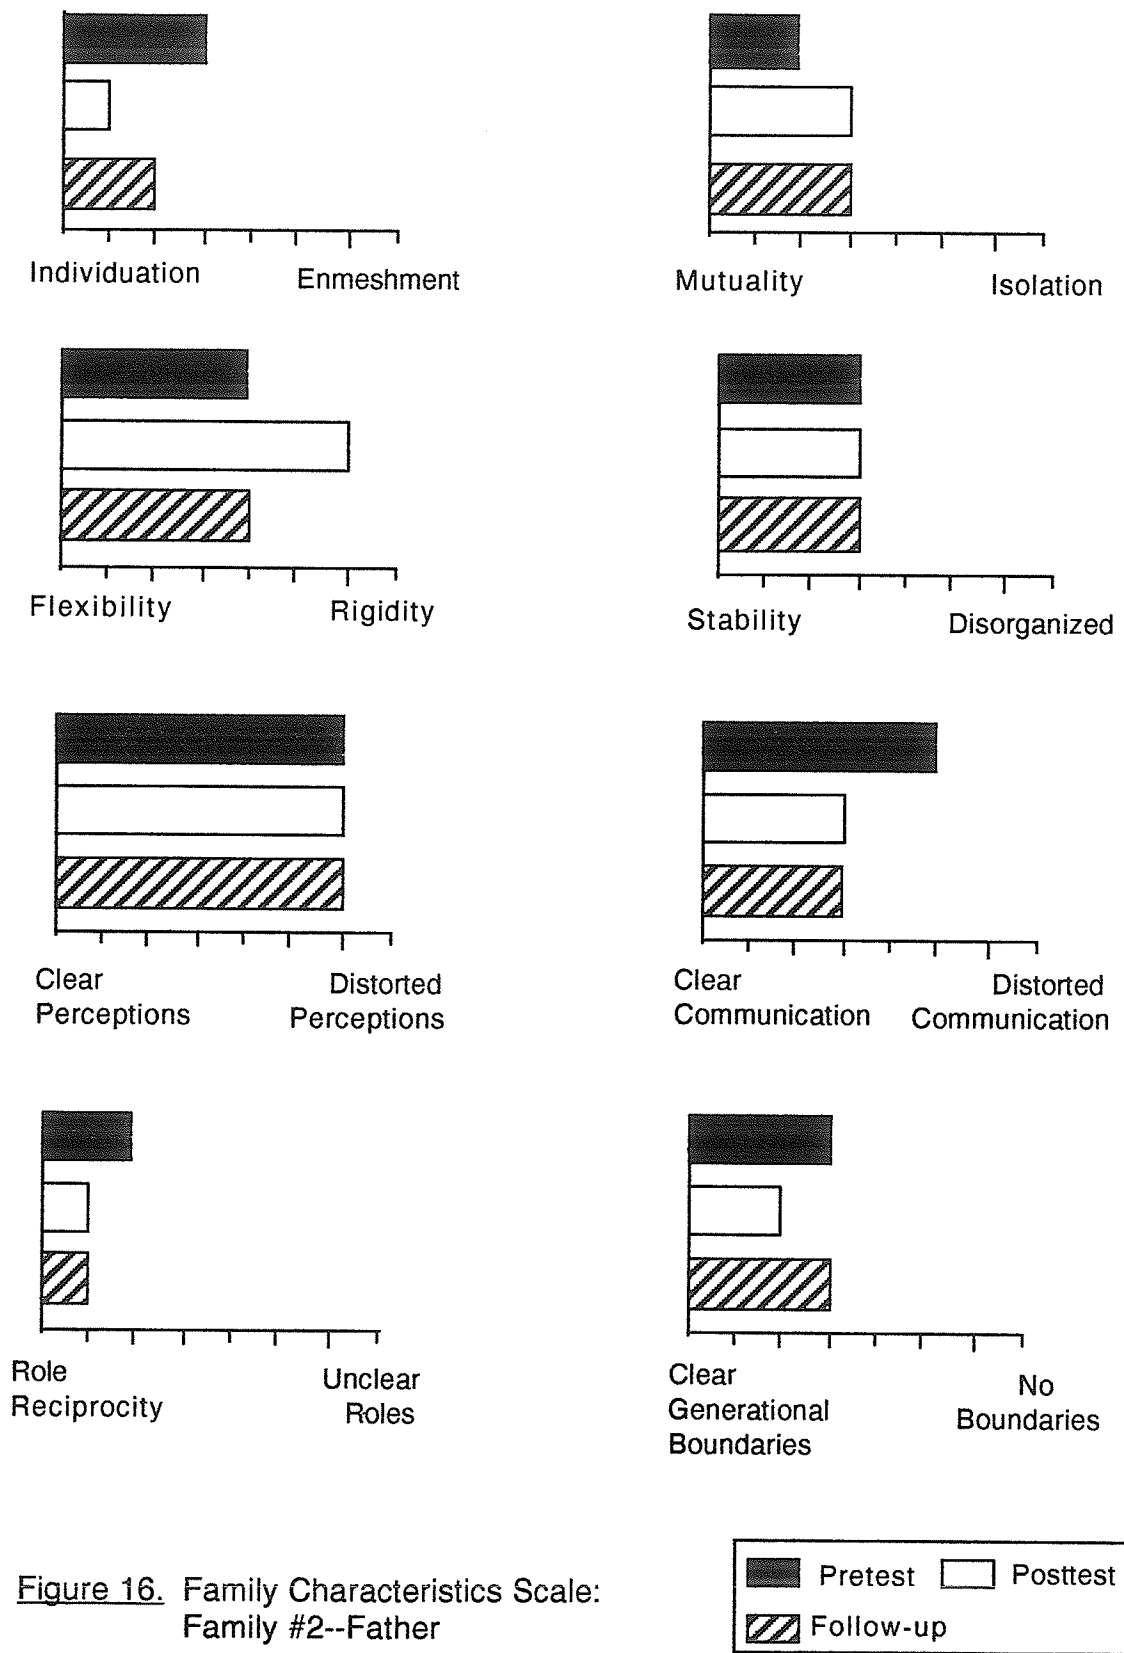 Individuation Enmeshment
Mutuality Isolation
Flexibility Rigidity
Stability Disorganized
Clear
Perceptions
Distorted
Perceptions
Clear
Communication
Distorted
Communication
Role
Reciprocity
Unclear
Roles
Clear
Generational
Boundaries
No
Boundaries
Figure 16. Family Characteristics Scale:
Family #2--Father
Pretest Posttest
Follow-up